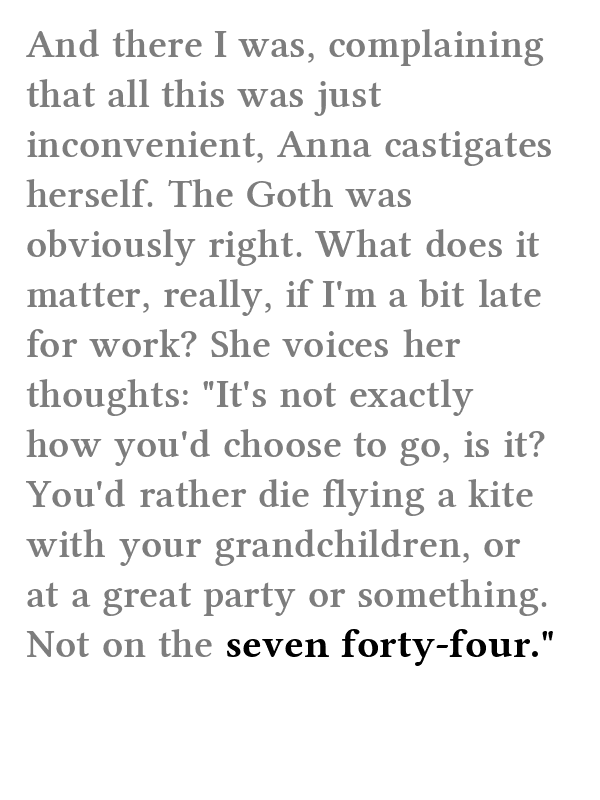 And there I was, complaining
that all this was just
inconvenient, Anna castigates
herself. The Goth was
obviously right. What does it
matter, really, if I'm a bit late
for work? She voices her
thoughts: "It's not exactly
how you'd choose to go, is it?
You'd rather die flying a kite
with your grandchildren, or
at a great party or something.
Not on the seven forty-four."